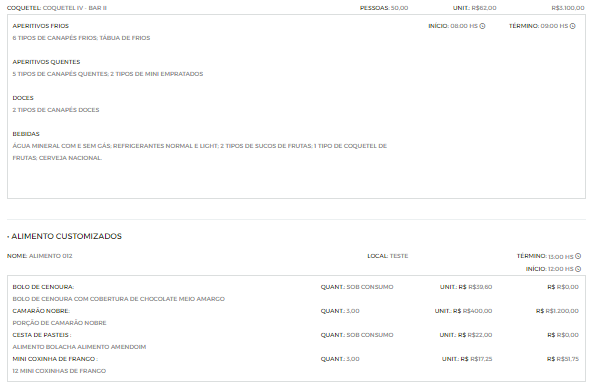 COQUETEL: COQUETEL IV - BAR II PESSOAS: 50,00 UNIT.: R$62,00 R$3.100,00
APERITIVOS FRIOS INÍCIO: 08:00 HS TÉRMINO: 09:00 HS
6 TIPOS DE CANAPÉS FRIOS; TÁBUA DE FRIOS
APERITIVOS QUENTES
5 TIPOS DE CANAPÉS QUENTES; 2 TIPOS DE MINI EMPRATADOS
DOCES
2 TIPOS DE CANAPÉS DOCES
BEBIDAS
ÁGUA MINERAL COM E SEM GÁS; REFRIGERANTES NORMAL E LIGHT; 2 TIPOS DE SUCOS DE FRUTAS; 1 TIPO DE COQUETEL DE
FRUTAS; CERVEJA NACIONAL.
• ALIMENTO CUSTOMIZADOS
NOME: ALIMENTO 012 LOCAL: TESTE TÉRMINO: 15:00 HS
INÍCIO: 12:00 HS
BOLO DE CENOURA: QUANT.: SOB CONSUMO UNIT.: R$ R$39,80 R$ R$0,00
BOLO DE CENOURA COM COBERTURA DE CHOCOLATE MEIO AMARGO
CAMARÃO NOBRE: QUANT.: 3,00 UNIT.: R$ R$400,00 R$ R$1.200,00
PORÇÃO DE CAMARÃO NOBRE
CESTA DE PASTEIS : QUANT.: SOB CONSUMO UNIT.: R$ R$22,00 R$ R$0,00
ALIMENTO BOLACHA ALIMENTO AMENDOIM
MINI COXINHA DE FRANGO : QUANT.: 3,00 UNIT.: R$ R$17,25 R$ R$51,75
12 MINI COXINHAS DE FRANGO